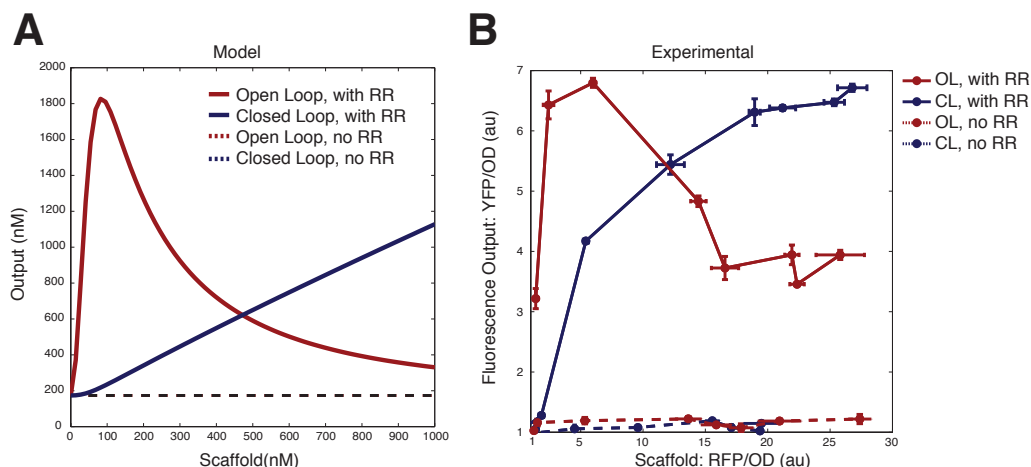 A
Model
2000
1800
1600
1400
1200
1000
800
600
400
200
0
Output (nM)
0 100 200 300 400 500 600 700 800 900 1000
Scaffold(nM)
Open Loop, with RR
Closed Loop, with RR
Open Loop, no RR
Closed Loop, no RR
B
Experimental
7
6
5
4
3
2
1
Fluorescence Output: YFP/OD (au)
1 5 10 15 20 25 30
Scaffold: RFP/OD (au)
OL, with RR
CL, with RR
OL, no RR
CL, no RR